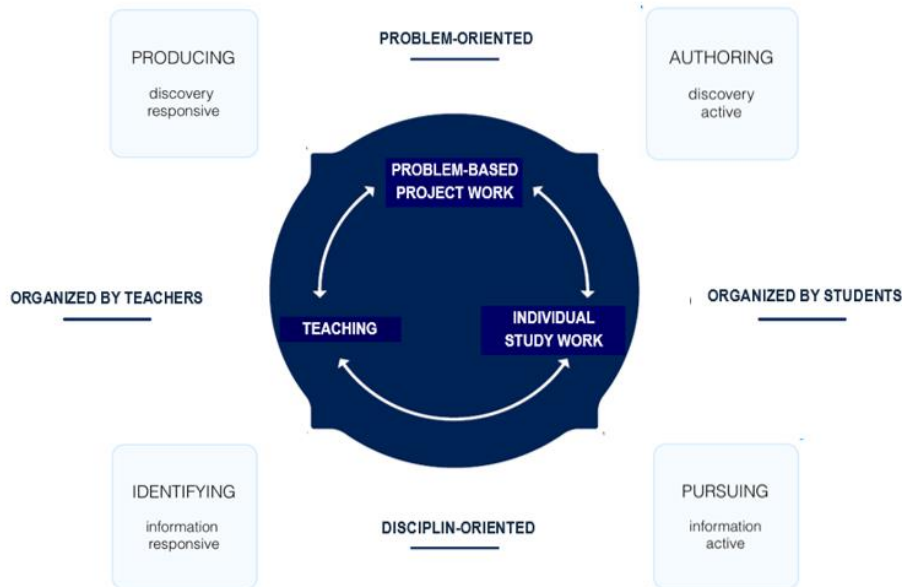 PROBLEM-ORIENTED
PRODUCING
discovery
responsive
AUTHORING
discovery
active
PROBLEM-BASED
PROJECT WORK
ORGANIZED BY TEACHERS
ORGANIZED BY STUDENTS
TEACHING
INDIVIDUAL
STUDY WORK
IDENTIFYING
information
responsive
PURSUING
information
active
DISCIPLIN-ORIENTED